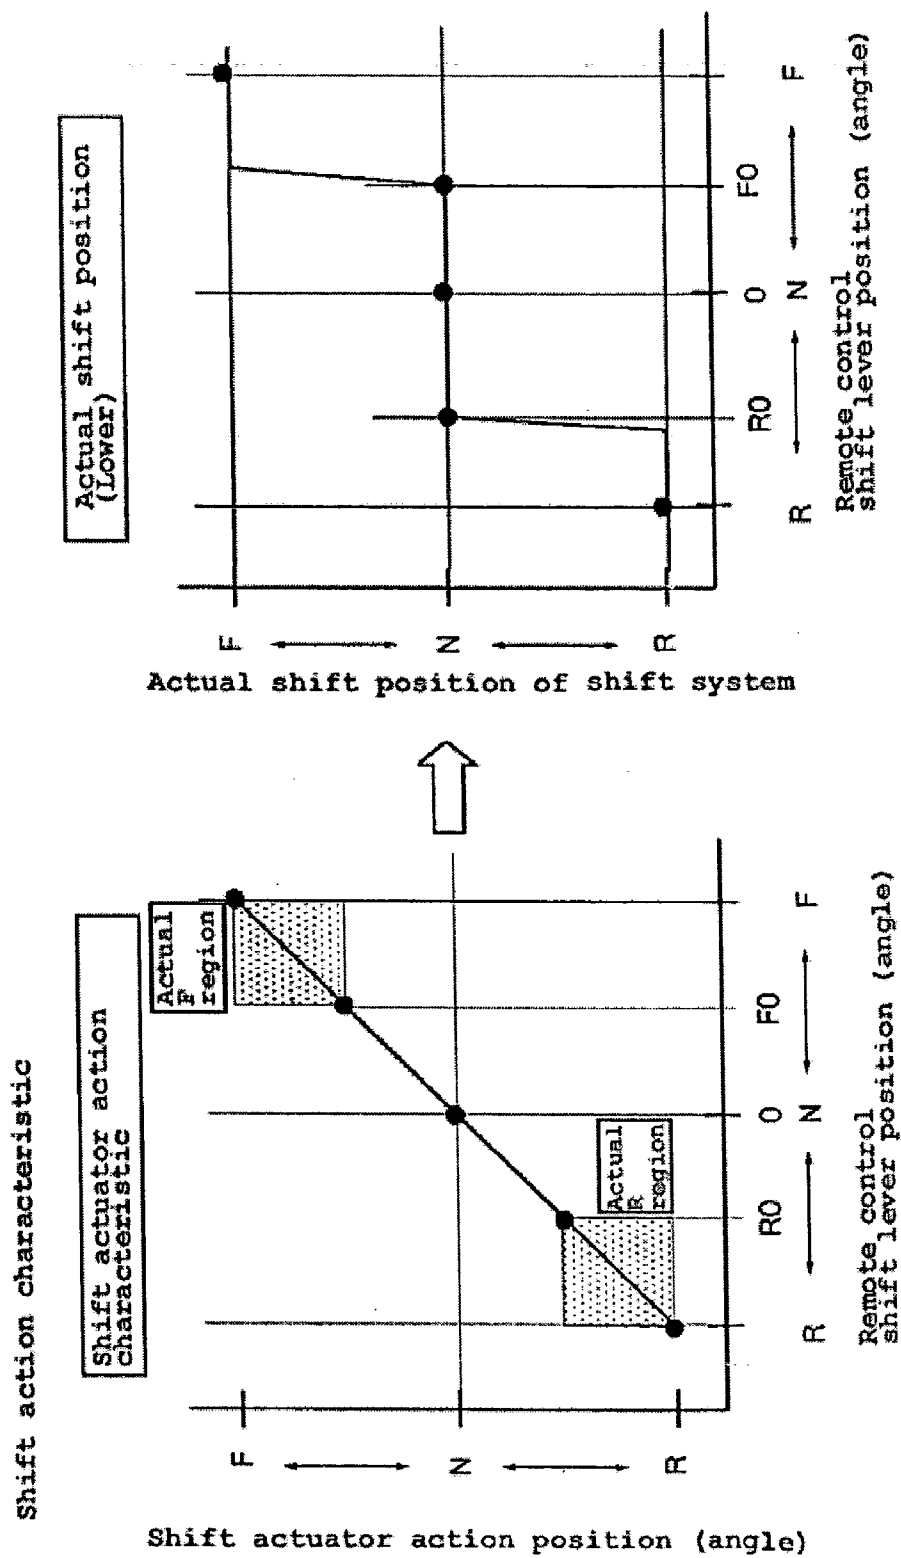 Shift action characteristic
Shift actuator action
characteristic
Actual
F
region
Actual
R
region
F
N
R
Shift actuator action position (angle)
R0
0
F0
R
N
F
Remote control
shift lever position (angle)
Actual shift position
(Lower)
F
N
R
Actual shift position of shift system
R0
0
F0
R
N
F
Remote control
shift lever position (angle)